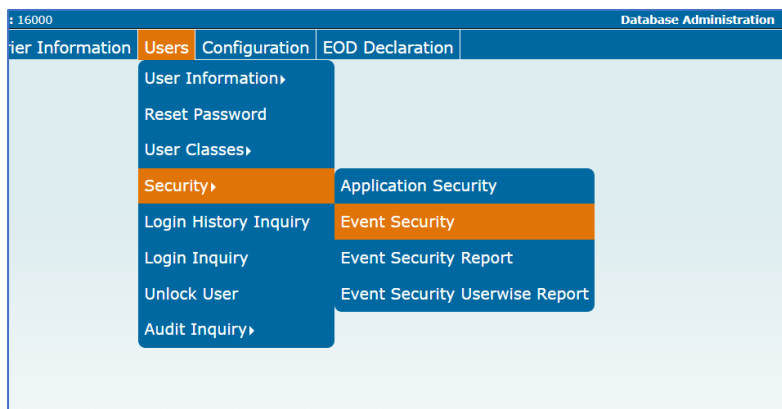 : 16000 Database Administration
ier Information Users Configuration EOD Declaration
User Information
Reset Password
User Classes
Security Application Security
Login History Inquiry Event Security
Login Inquiry Event Security Report
Unlock User Event Security Userwise Report
Audit Inquiry